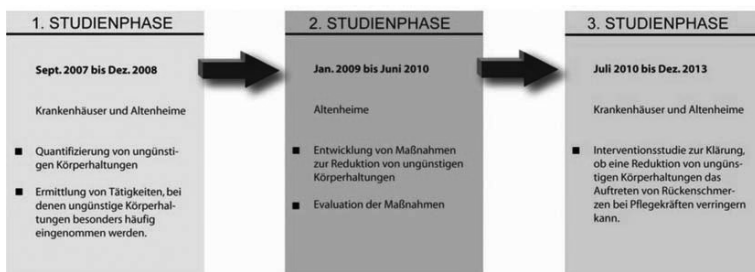 1. STUDIENPHASE
Sept. 2007 bis Dez. 2008
Krankenhäuser und Altenheime
■ Quantifizierung von ungünsti-
gen Körperhaltungen
■ Ermittlung von Tätigkeiten, bei
denen ungünstige Körperhal-
tungen besonders häufig
eingenommen werden.
2. STUDIENPHASE
Jan. 2009 bis Juni 2010
Altenheime
■ Entwicklung von Maßnahmen
zur Reduktion von ungünstigen
Körperhaltungen
■ Evaluation der Maßnahmen
3. STUDIENPHASE
Juli 2010 bis Dez. 2013
Krankenhäuser und Altenheime
■ Interventionsstudie zur Klärung,
ob eine Reduktion von ungüns-
tigen Körperhaltungen das
Auftreten von Rückenschmer-
zen bei Pflegekräften verringern
kann.